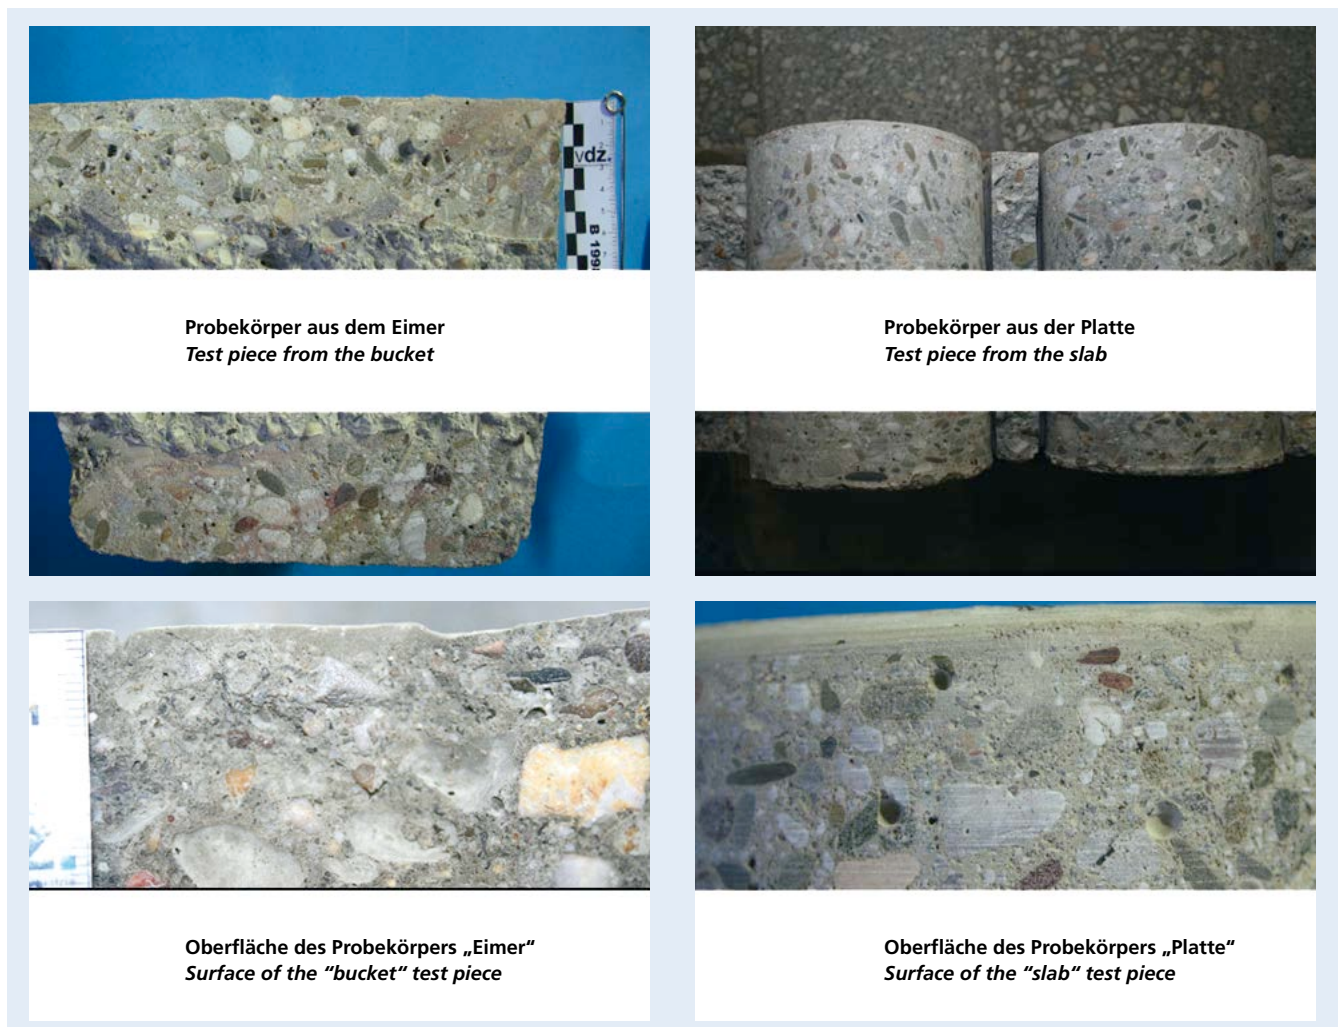 vdz.
B 199
Probekörper aus dem Eimer
Test piece from the bucket
Probekörper aus der Platte
Test piece from the slab
Oberfläche des Probekörpers „Eimer“
Surface of the “bucket“ test piece
Oberfläche des Probekörpers „Platte“
Surface of the “slab“ test piece